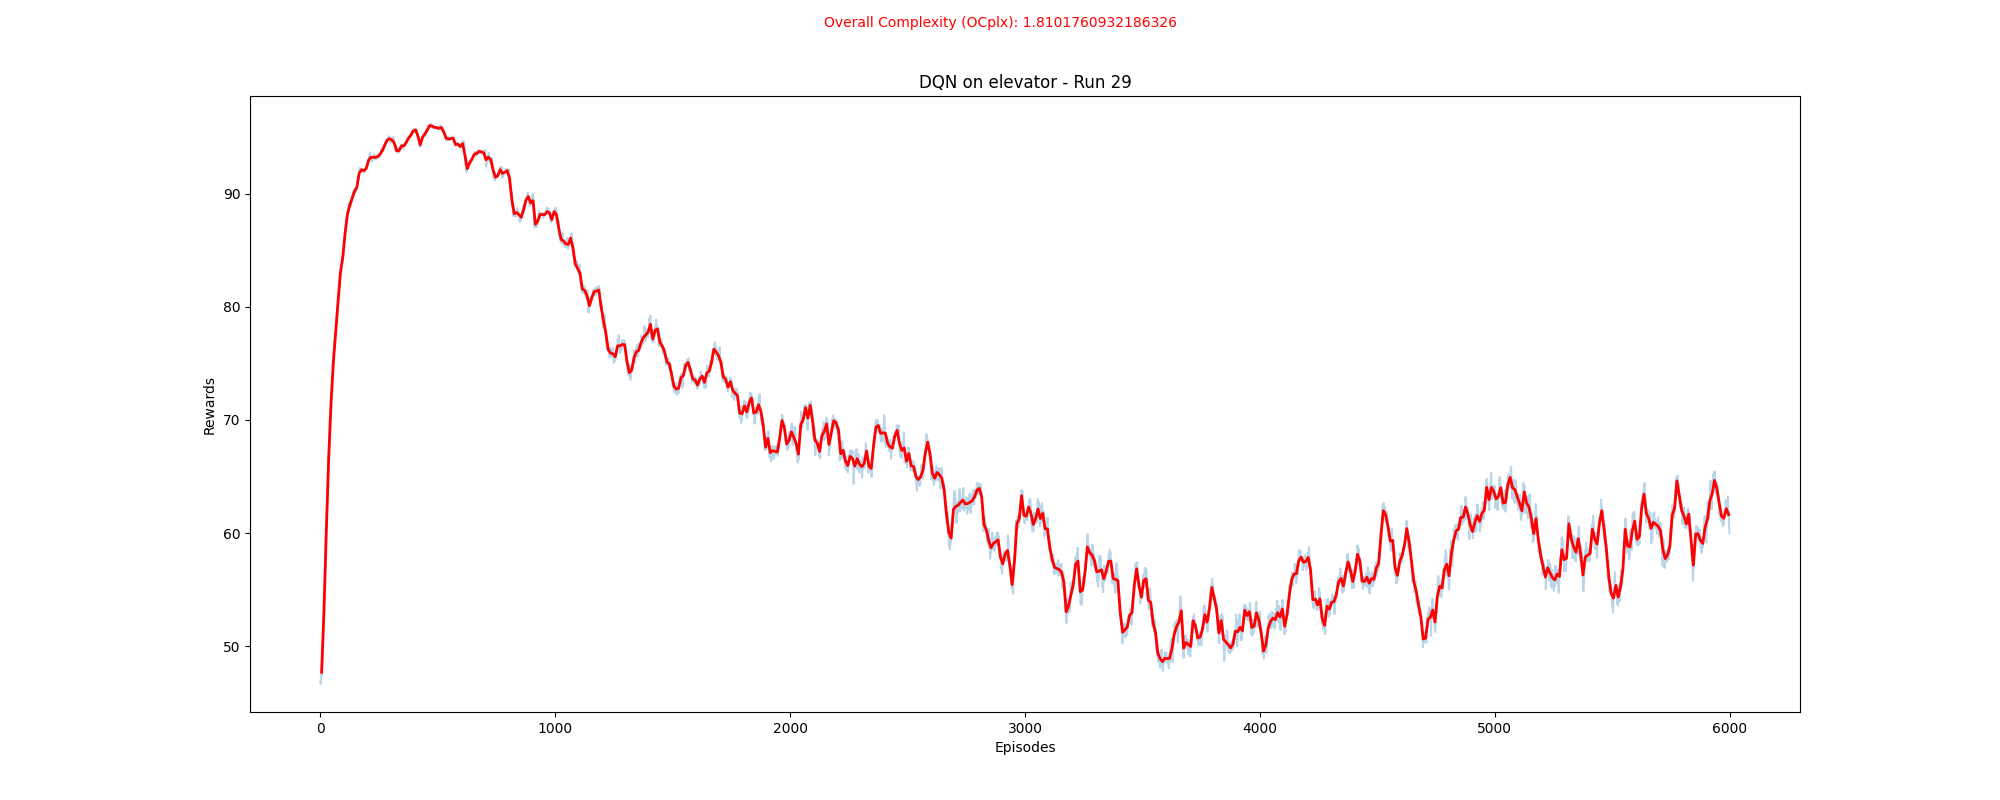 Overall Complexity (OCplx): 1.8101760932186326
DQN on elevator - Run 29
Rewards
90
80
70
60
50
0 1000 2000 3000 4000 5000 6000
Episodes